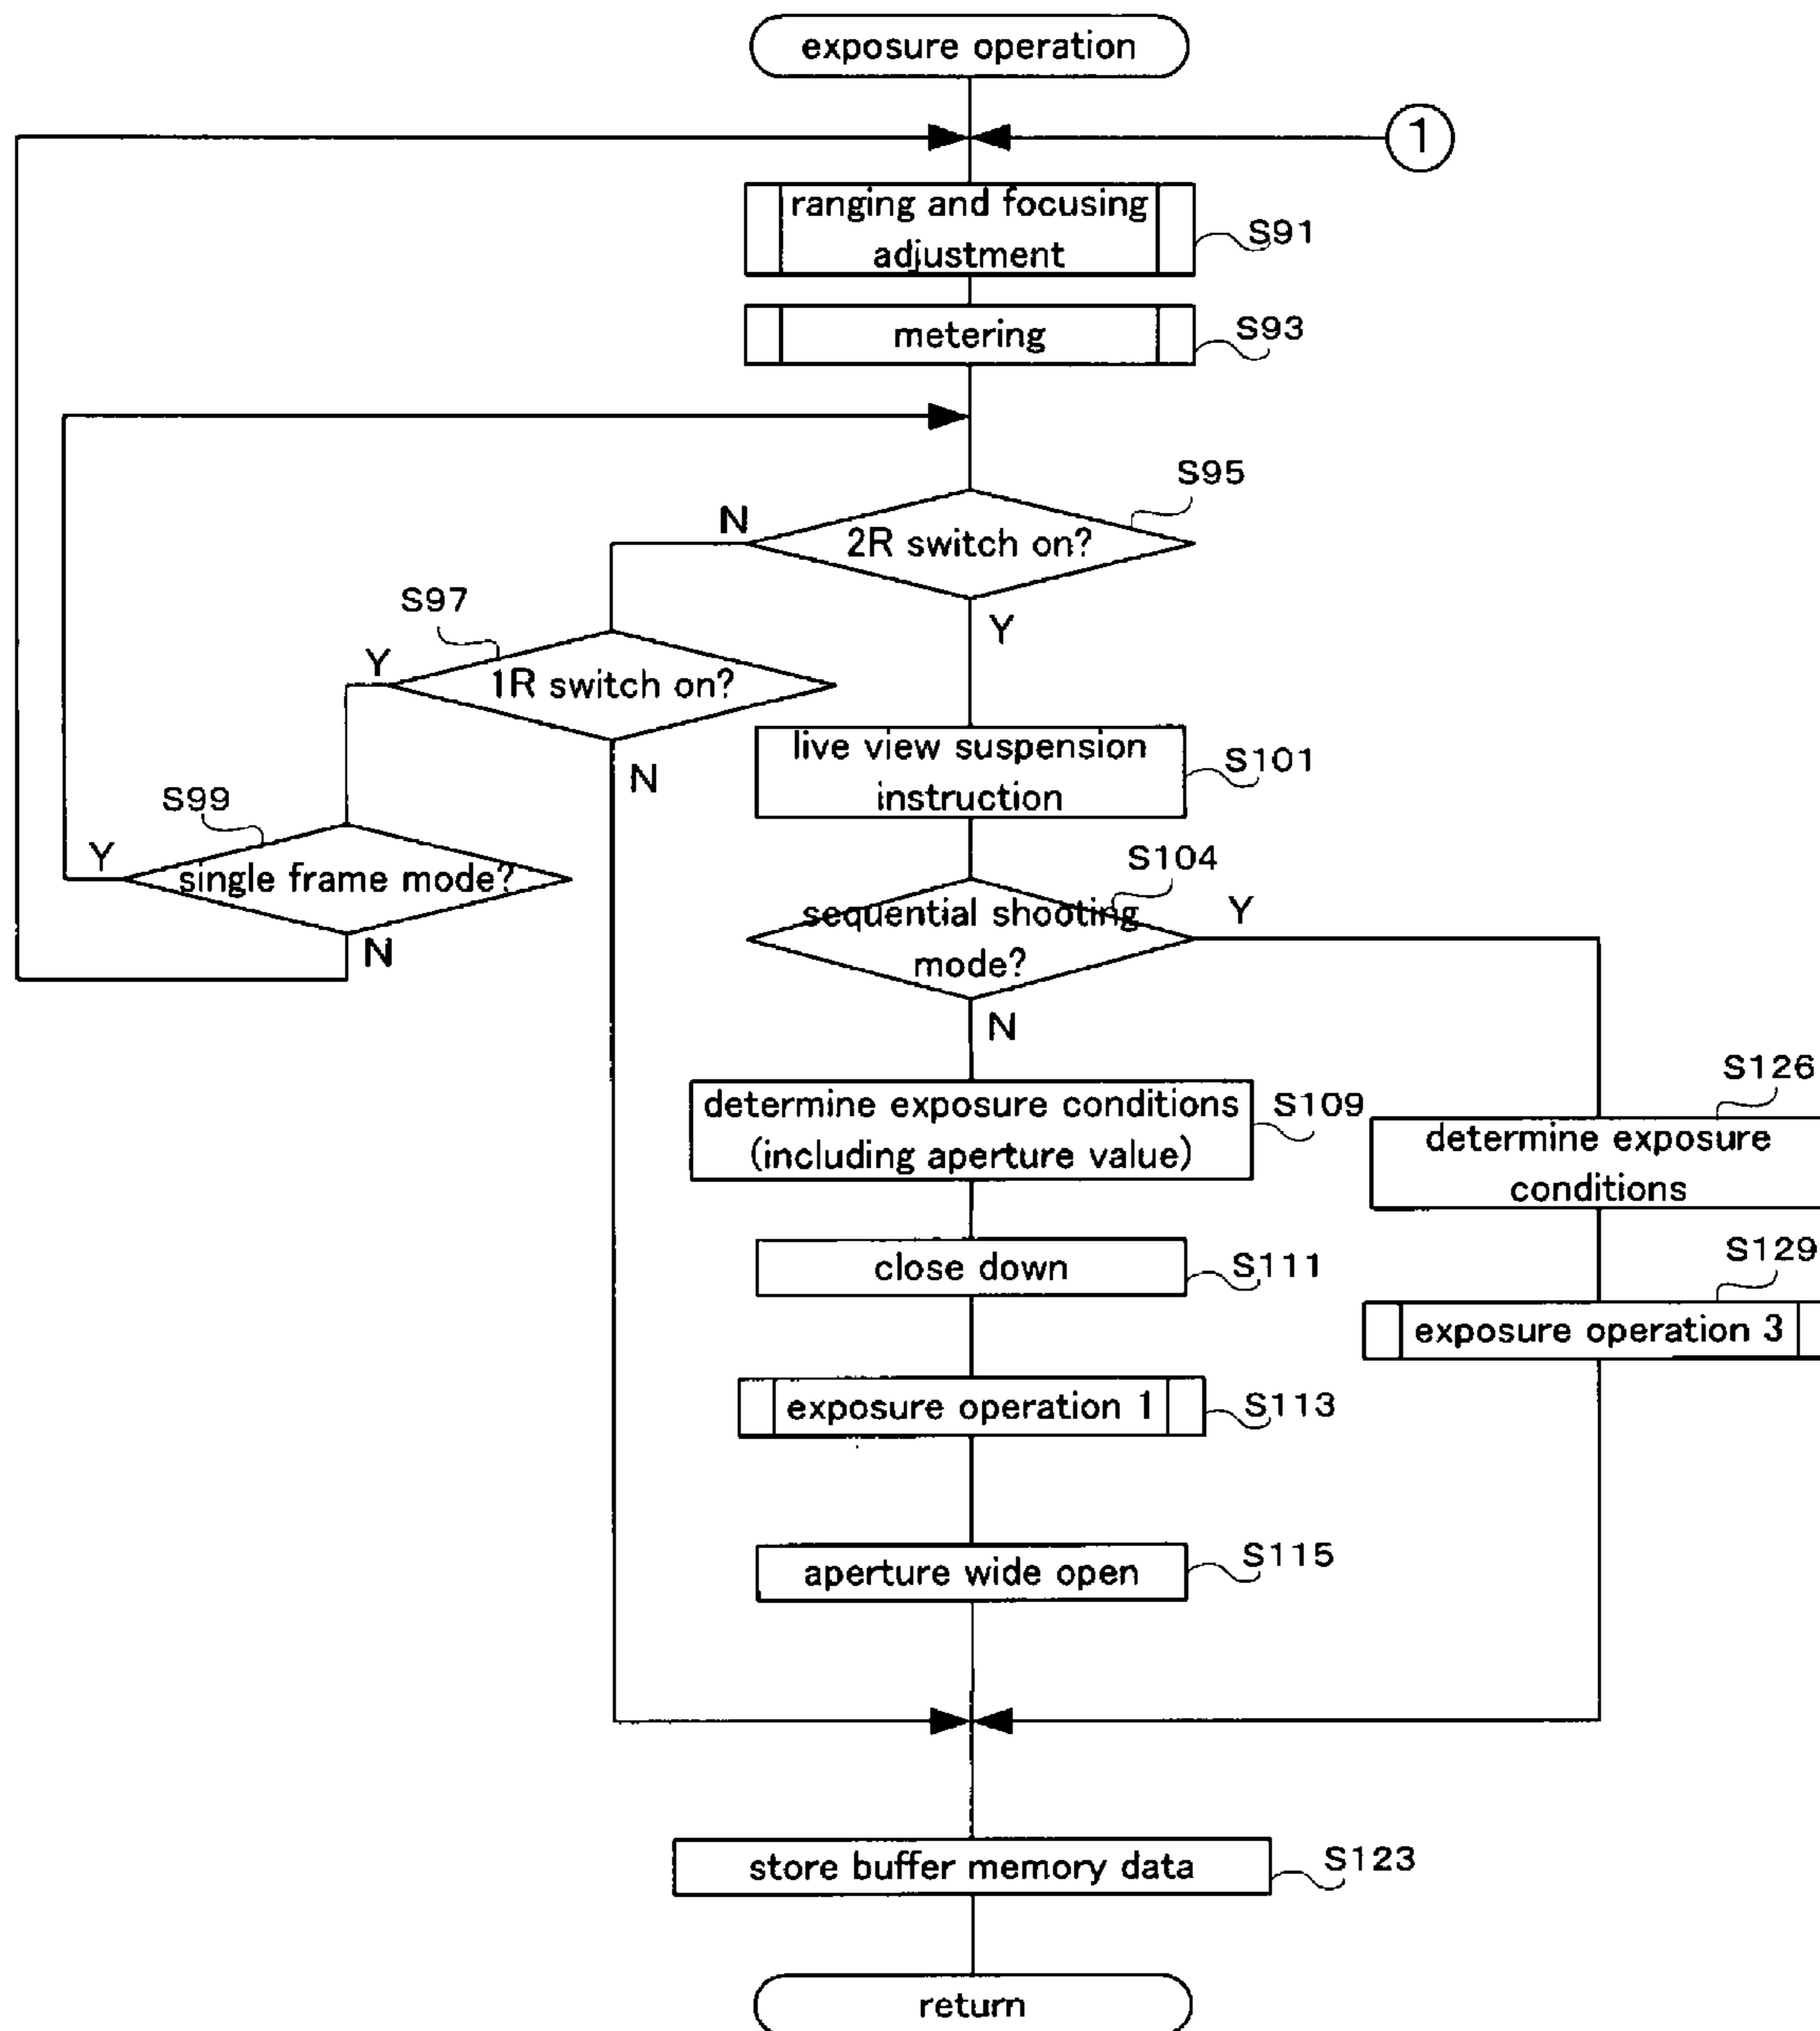 exposure operation
1
ranging and focusing
adjustment
S91
metering
S93
S95
N
2R switch on?
Y
S97
Y
1R switch on?
N
live view suspension
instruction
S101
S99
Y
single frame mode?
N
S104
sequential shooting
mode?
Y
N
determine exposure conditions
(including aperture value)
S109
S126
determine exposure
conditions
close down
S111
S129
exposure operation 3
exposure operation 1
S113
aperture wide open
S115
store buffer memory data
S123
return